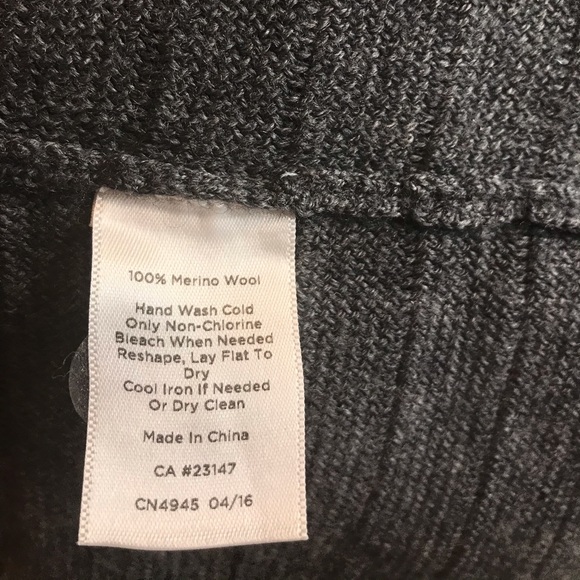 100% Merino Wool
Hand Wash Cold
Only Non-Chlorine
Bleach When Needed
Reshape, Lay Flat To
Dry
Cool Iron If Needed
Or Dry Clean
Made In China
CA #23147
CN4945 04/16